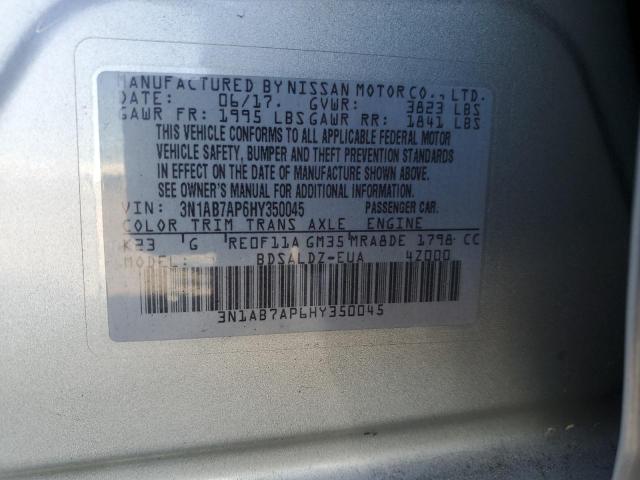 MANUFACTURED BY NISSAN MOTOR CO., LTD.
DATE: 06/17. GVWR: 3823 LBS
GAWR FR: 1995 LBS GAWR RR: 1841 LBS
THIS VEHICLE CONFORMS TO ALL APPLICABLE FEDERAL MOTOR
VEHICLE SAFETY, BUMPER AND THEFT PREVENTION STANDARDS
IN EFFECT ON THE DATE OF MANUFACTURE SHOWN ABOVE.
SEE OWNER'S MANUAL FOR ADDITIONAL INFORMATION.
VIN: 3N1AB7AP6HY350045 PASSENGER CAR.
COLOR TRIM TRANS AXLE ENGINE
K23 G RE0F11A GM35 MRA8DE 1798 CC
MODEL BDSALDZ-EUA 4Z000
3N1AB7AP6HY350045